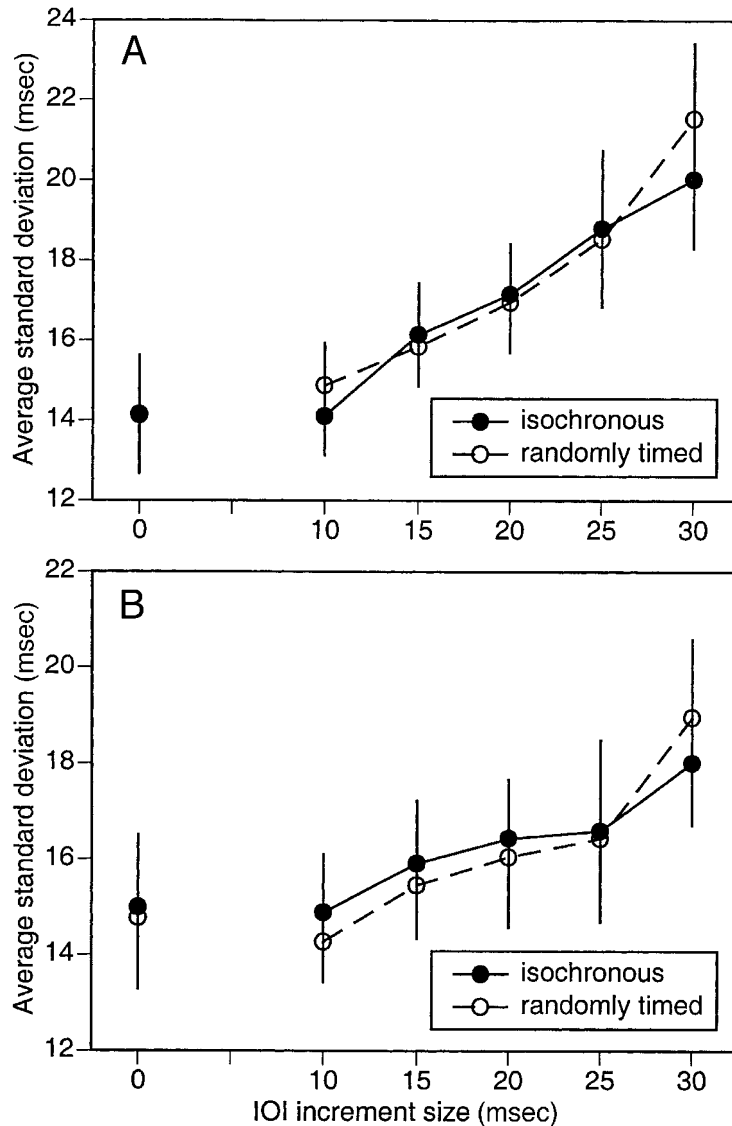 A
Average standard deviation (msec)
24
22
20
18
16
14
12
isochronous
randomly timed
0 10 15 20 25 30
B
Average standard deviation (msec)
22
20
18
16
14
12
isochronous
randomly timed
0 10 15 20 25 30
IOI increment size (msec)